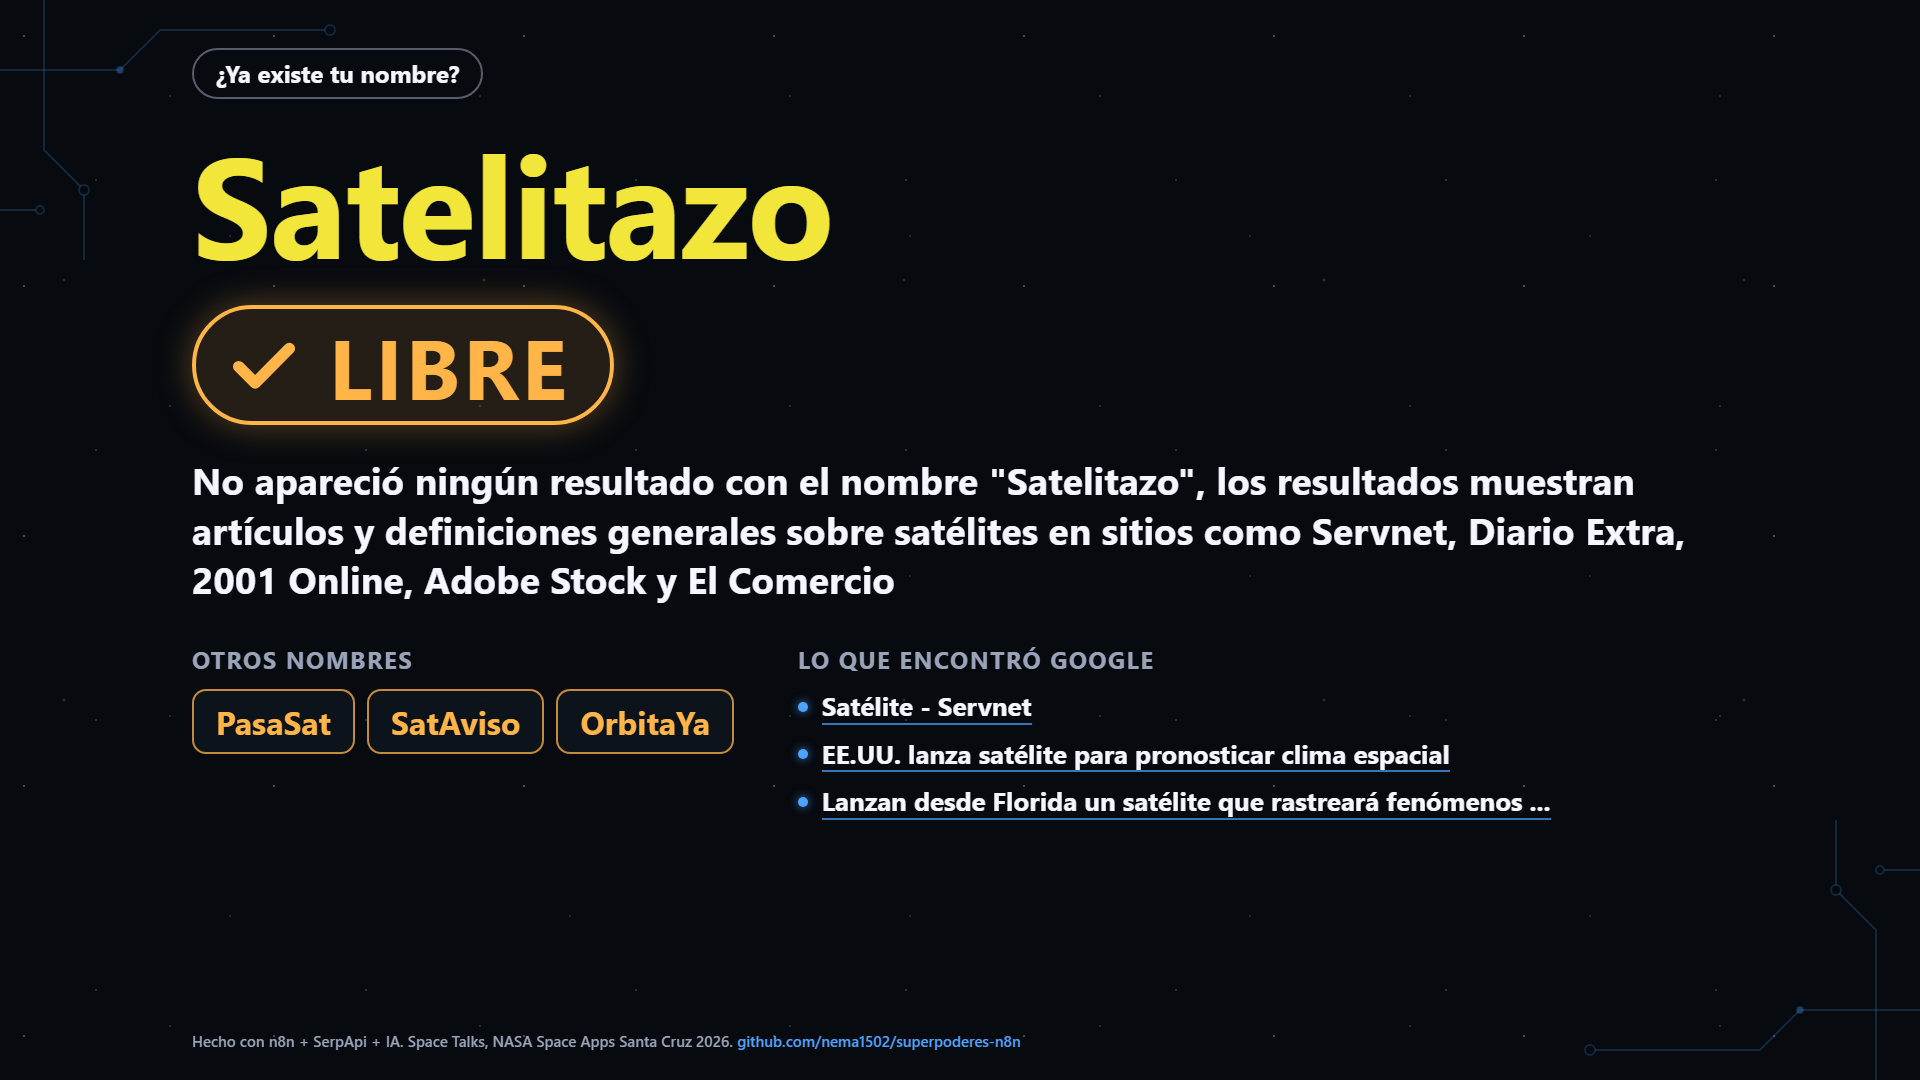 ¿Ya existe tu nombre?
Satelitazo
LIBRE
No apareció ningún resultado con el nombre "Satelitazo", los resultados muestran
artículos y definiciones generales sobre satélites en sitios como Servnet, Diario Extra,
2001 Online, Adobe Stock y El Comercio
OTROS NOMBRES
PasaSat
SatAviso
OrbitaYa
LO QUE ENCONTRÓ GOOGLE
Satélite - Servnet
EE.UU. lanza satélite para pronosticar clima espacial
Lanzan desde Florida un satélite que rastreará fenómenos ...
Hecho con n8n + SerpApi + IA. Space Talks, NASA Space Apps Santa Cruz 2026. github.com/nema1502/superpoderes-n8n